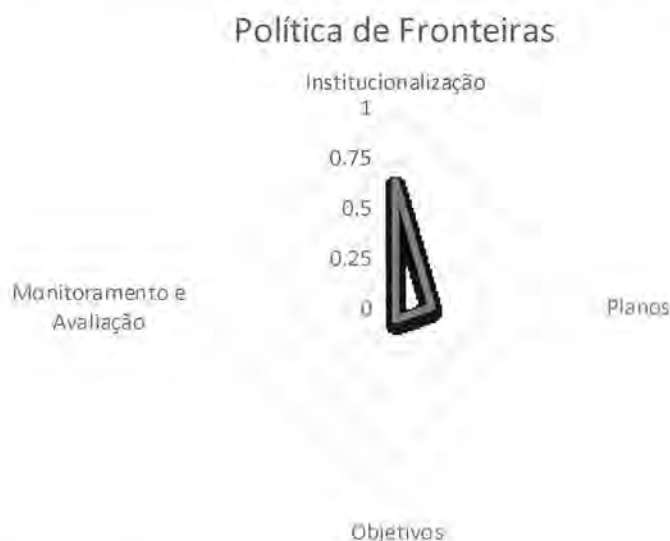 Política de Fronteiras
Institucionalização
1
0.75
0.5
0.25
0
Monitoramento e
Avaliação
Planos
Objetivos